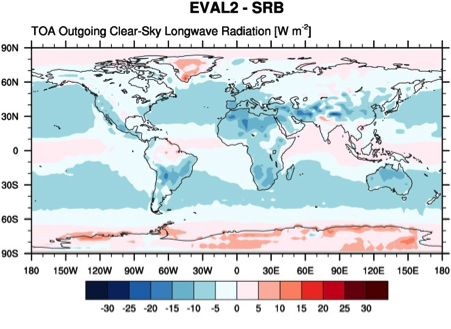 EVAL2 - SRB
TOA Outgoing Clear-Sky Longwave Radiation [W m⁻²]
90N
60N
30N
0
30S
60S
90S
180 150W 120W 90W 60W 30W 0 30E 60E 90E 120E 150E 180
-30 -25 -20 -15 -10 -5 0 5 10 15 20 25 30